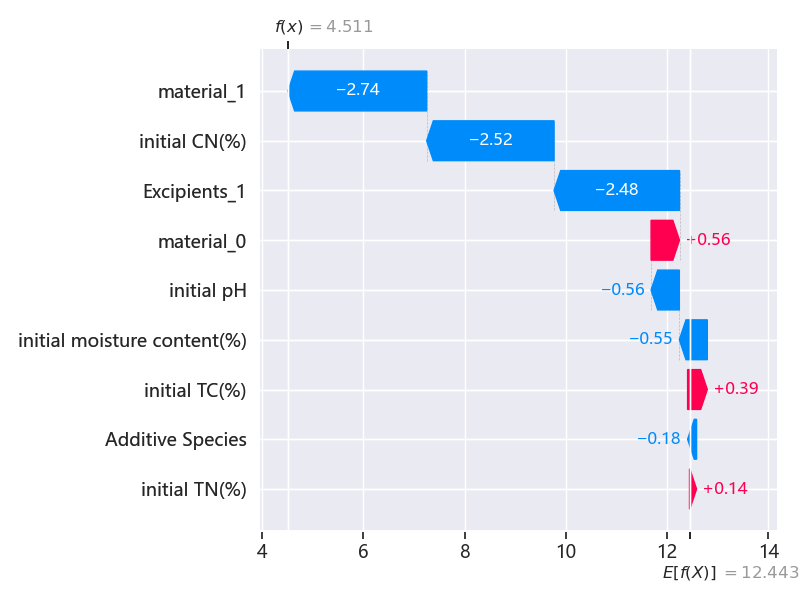 f(x) = 4.511
material_1
−2.74
initial CN(%)
−2.52
Excipients_1
−2.48
material_0
+0.56
initial pH
−0.56
initial moisture content(%)
−0.55
initial TC(%)
+0.39
Additive Species
−0.18
initial TN(%)
+0.14
4 6 8 10 12 14
E[f(X)] = 12.443